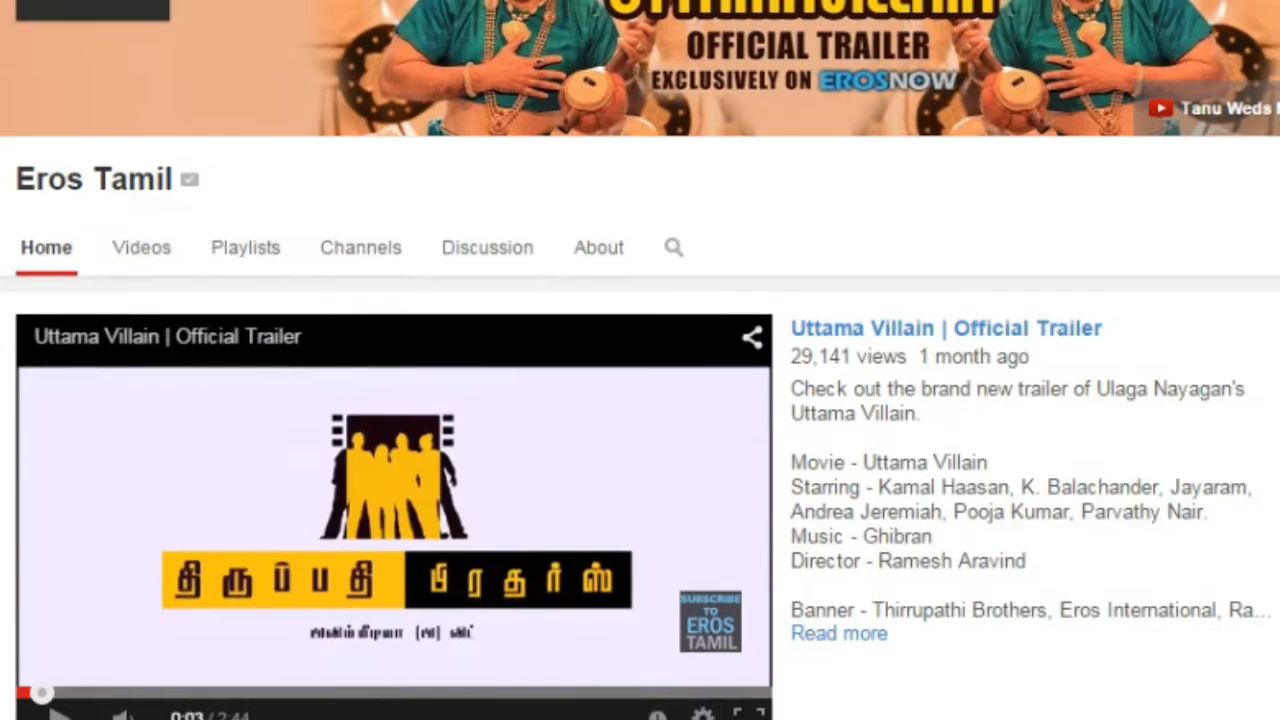 OFFICIAL TRAILER
EXCLUSIVELY ON EROSNOW
Tanu Weds
Eros Tamil
Home Videos Playlists Channels Discussion About
Uttama Villain | Official Trailer
திருப்பதி பிரதர்ஸ்
SUBSCRIBE
TO
EROS
TAMIL
0:03 / 2:44
Uttama Villain | Official Trailer
29,141 views 1 month ago
Check out the brand new trailer of Ulaga Nayagan's
Uttama Villain.
Movie - Uttama Villain
Starring - Kamal Haasan, K. Balachander, Jayaram,
Andrea Jeremiah, Pooja Kumar, Parvathy Nair.
Music - Ghibran
Director - Ramesh Aravind
Banner - Thirrupathi Brothers, Eros International, Ra...
Read more